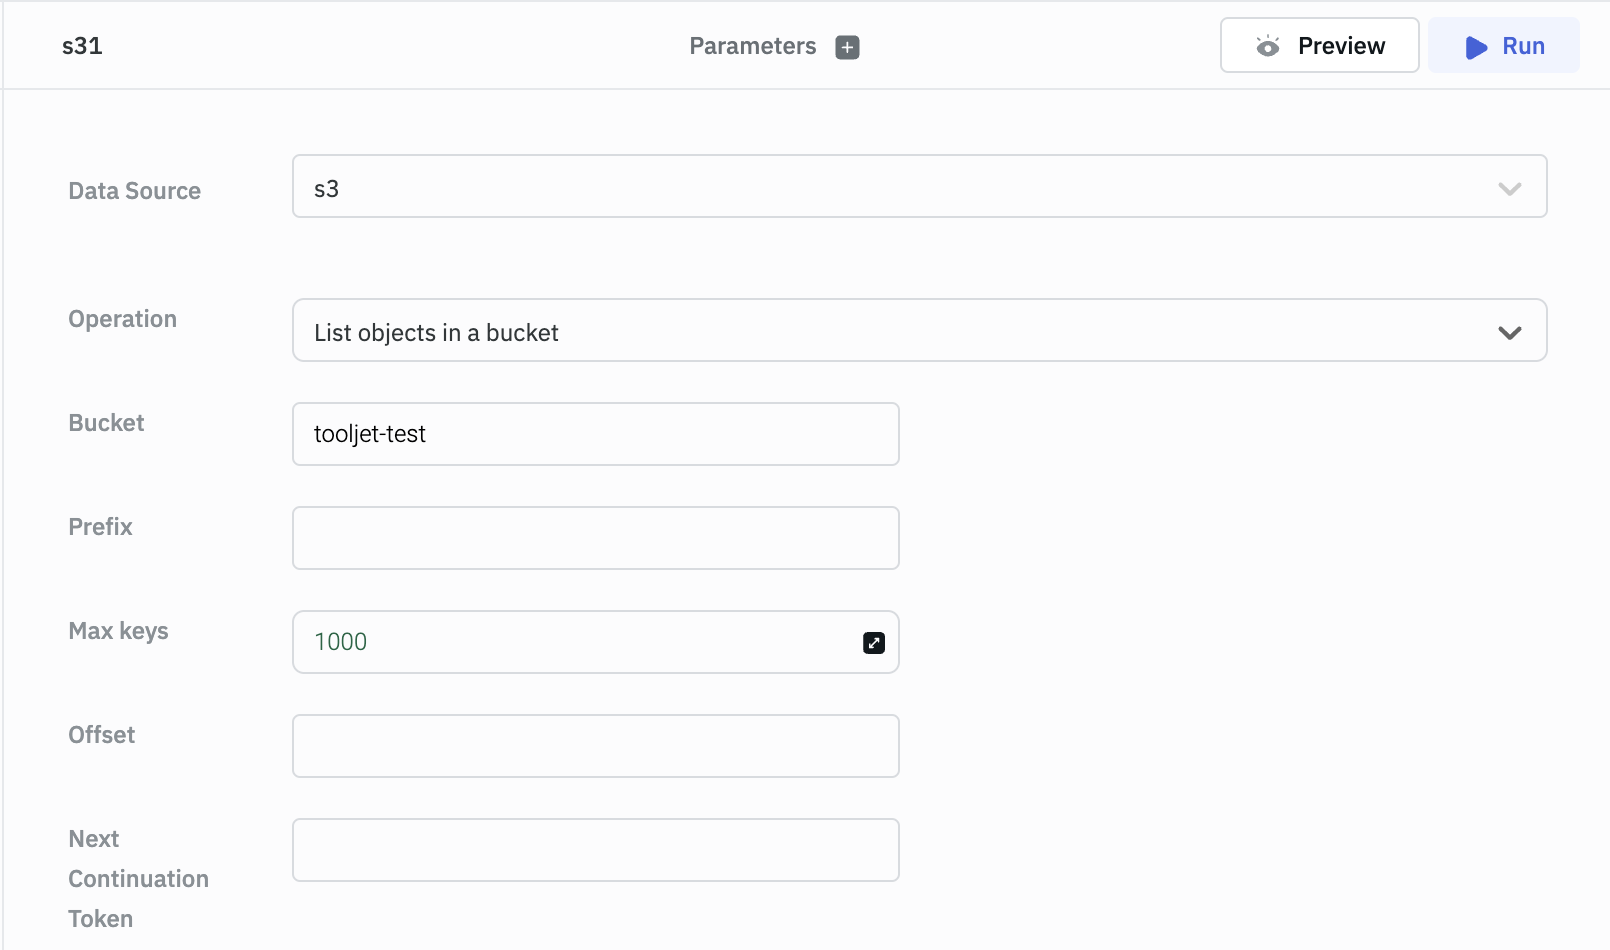 s31
Parameters
Preview
Run
Data Source
s3
Operation
List objects in a bucket
Bucket
tooljet-test
Prefix
Max keys
1000
Offset
Next
Continuation
Token